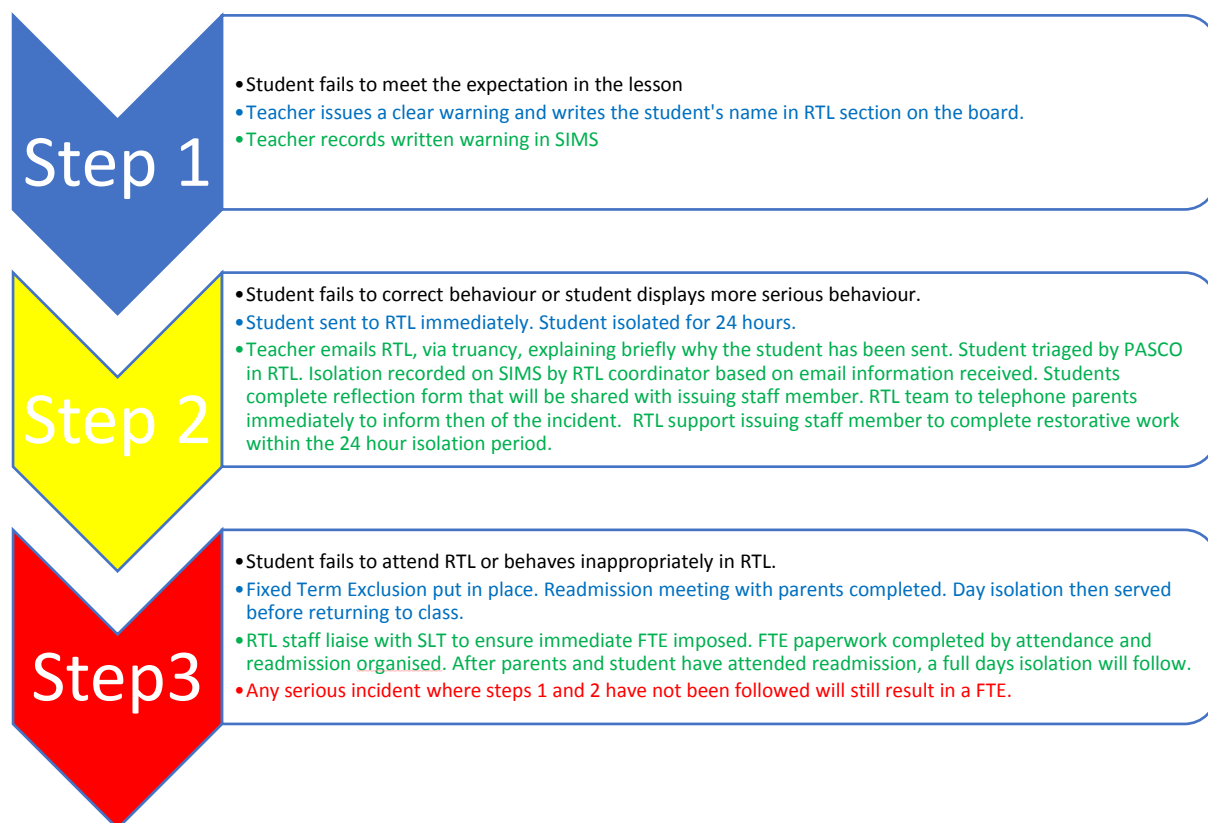 Step 1
•Student fails to meet the expectation in the lesson
•Teacher issues a clear warning and writes the student's name in RTL section on the board.
•Teacher records written warning in SIMS
Step 2
•Student fails to correct behaviour or student displays more serious behaviour.
•Student sent to RTL immediately. Student isolated for 24 hours.
•Teacher emails RTL, via truancy, explaining briefly why the student has been sent. Student triaged by PASCO
in RTL. Isolation recorded on SIMS by RTL coordinator based on email information received. Students
complete reflection form that will be shared with issuing staff member. RTL team to telephone parents
immediately to inform then of the incident.  RTL support issuing staff member to complete restorative work
within the 24 hour isolation period.
Step3
•Student fails to attend RTL or behaves inappropriately in RTL.
•Fixed Term Exclusion put in place. Readmission meeting with parents completed. Day isolation then served
before returning to class.
•RTL staff liaise with SLT to ensure immediate FTE imposed. FTE paperwork completed by attendance and
readmission organised. After parents and student have attended readmission, a full days isolation will follow.
•Any serious incident where steps 1 and 2 have not been followed will still result in a FTE.